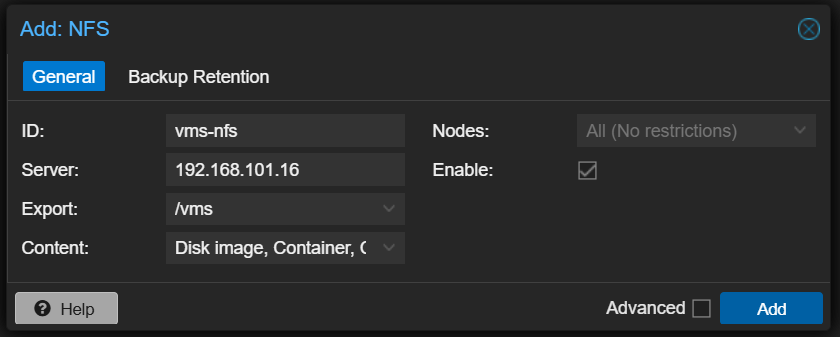 Add: NFS
General Backup Retention
ID: vms-nfs Nodes: All (No restrictions)
Server: 192.168.101.16 Enable:
Export: /vms
Content: Disk image, Container, C
? Help Advanced Add